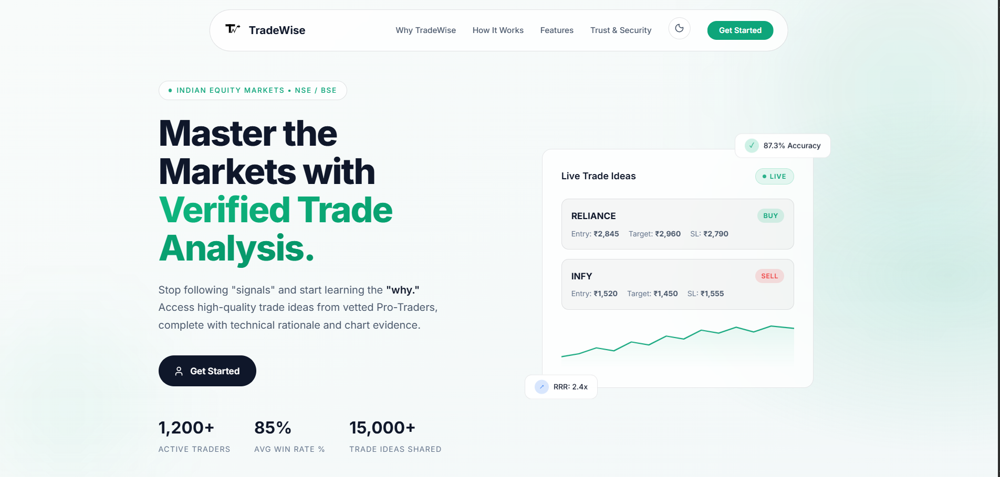 TradeWise
Why TradeWise
How It Works
Features
Trust & Security
Get Started
INDIAN EQUITY MARKETS • NSE / BSE
Master the
Markets with
Verified Trade
Analysis.
Stop following "signals" and start learning the "why."
Access high-quality trade ideas from vetted Pro-Traders,
complete with technical rationale and chart evidence.
Get Started
1,200+
ACTIVE TRADERS
85%
AVG WIN RATE %
15,000+
TRADE IDEAS SHARED
✓ 87.3% Accuracy
Live Trade Ideas
LIVE
RELIANCE
BUY
Entry: ₹2,845 Target: ₹2,960 SL: ₹2,790
INFY
SELL
Entry: ₹1,520 Target: ₹1,450 SL: ₹1,555
RRR: 2.4x